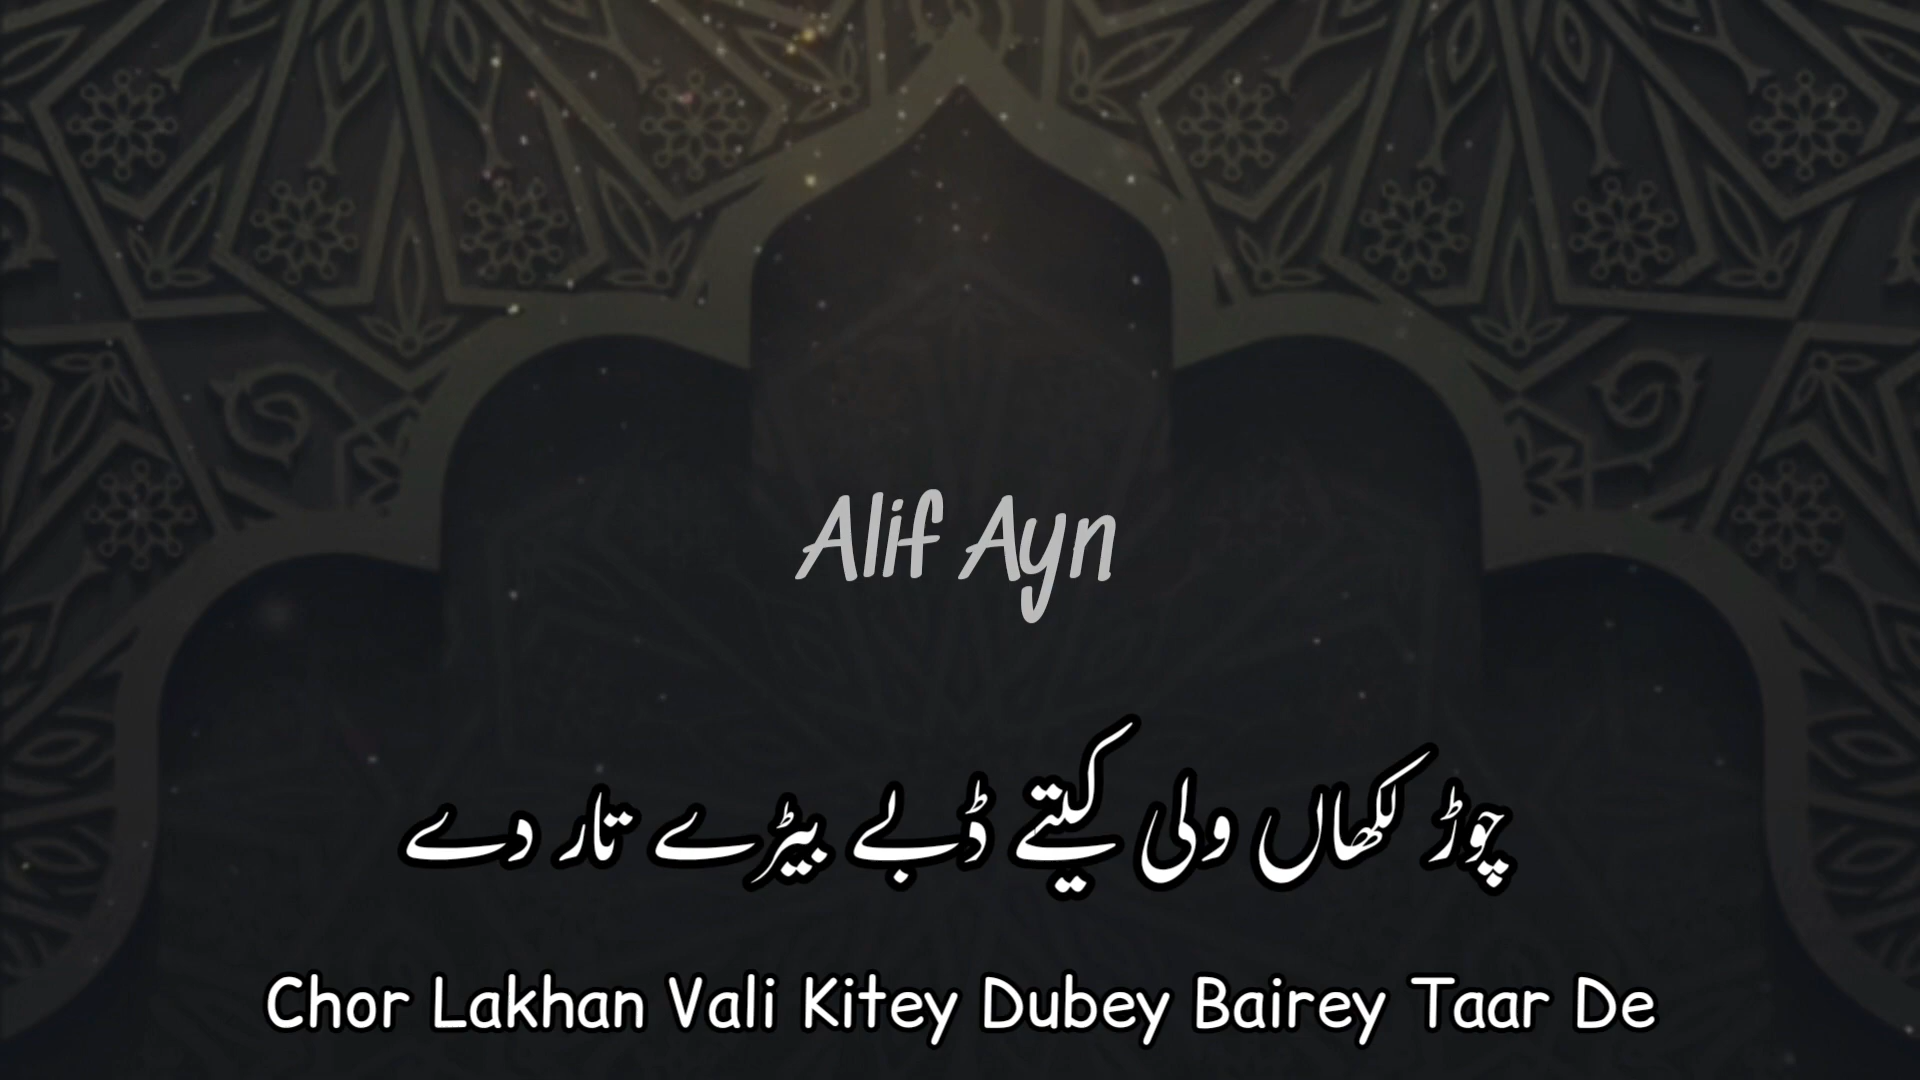 Alif Ayn
چوڑ لکھاں ولی کیتے ڈبے بیڑے تار دے
Chor Lakhan Vali Kitey Dubey Bairey Taar De